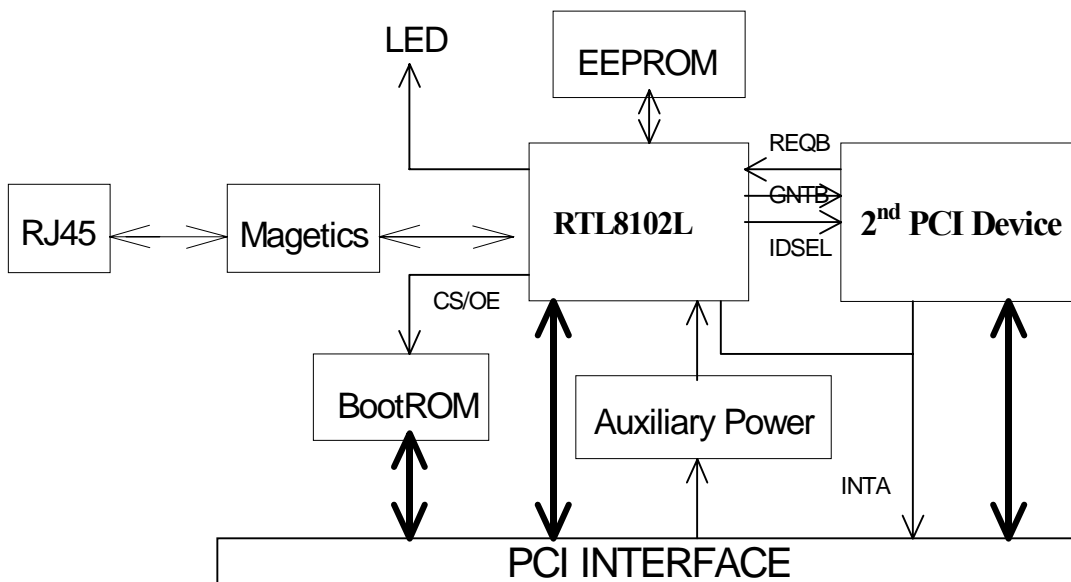 LED
EEPROM
REQB
GNTB
IDSEL
RJ45
Magetics
RTL8102L
2nd PCI Device
CS/OE
BootROM
Auxiliary Power
INTA
PCI INTERFACE